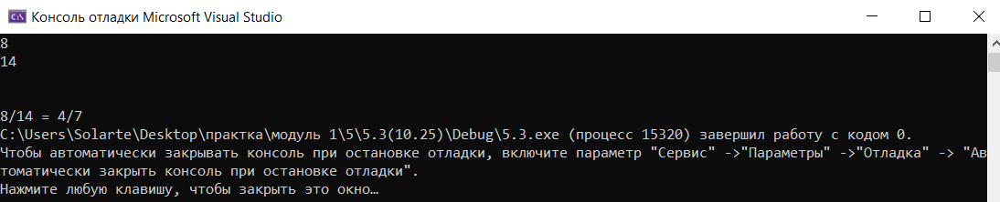 Консоль отладки Microsoft Visual Studio
8
14
8/14 = 4/7
C:\Users\Solarte\Desktop\практка\модуль 1\5\5.3(10.25)\Debug\5.3.exe (процесс 15320) завершил работу с кодом 0.
Чтобы автоматически закрывать консоль при остановке отладки, включите параметр "Сервис" ->"Параметры" ->"Отладка" -> "Ав
томатически закрыть консоль при остановке отладки".
Нажмите любую клавишу, чтобы закрыть это окно…